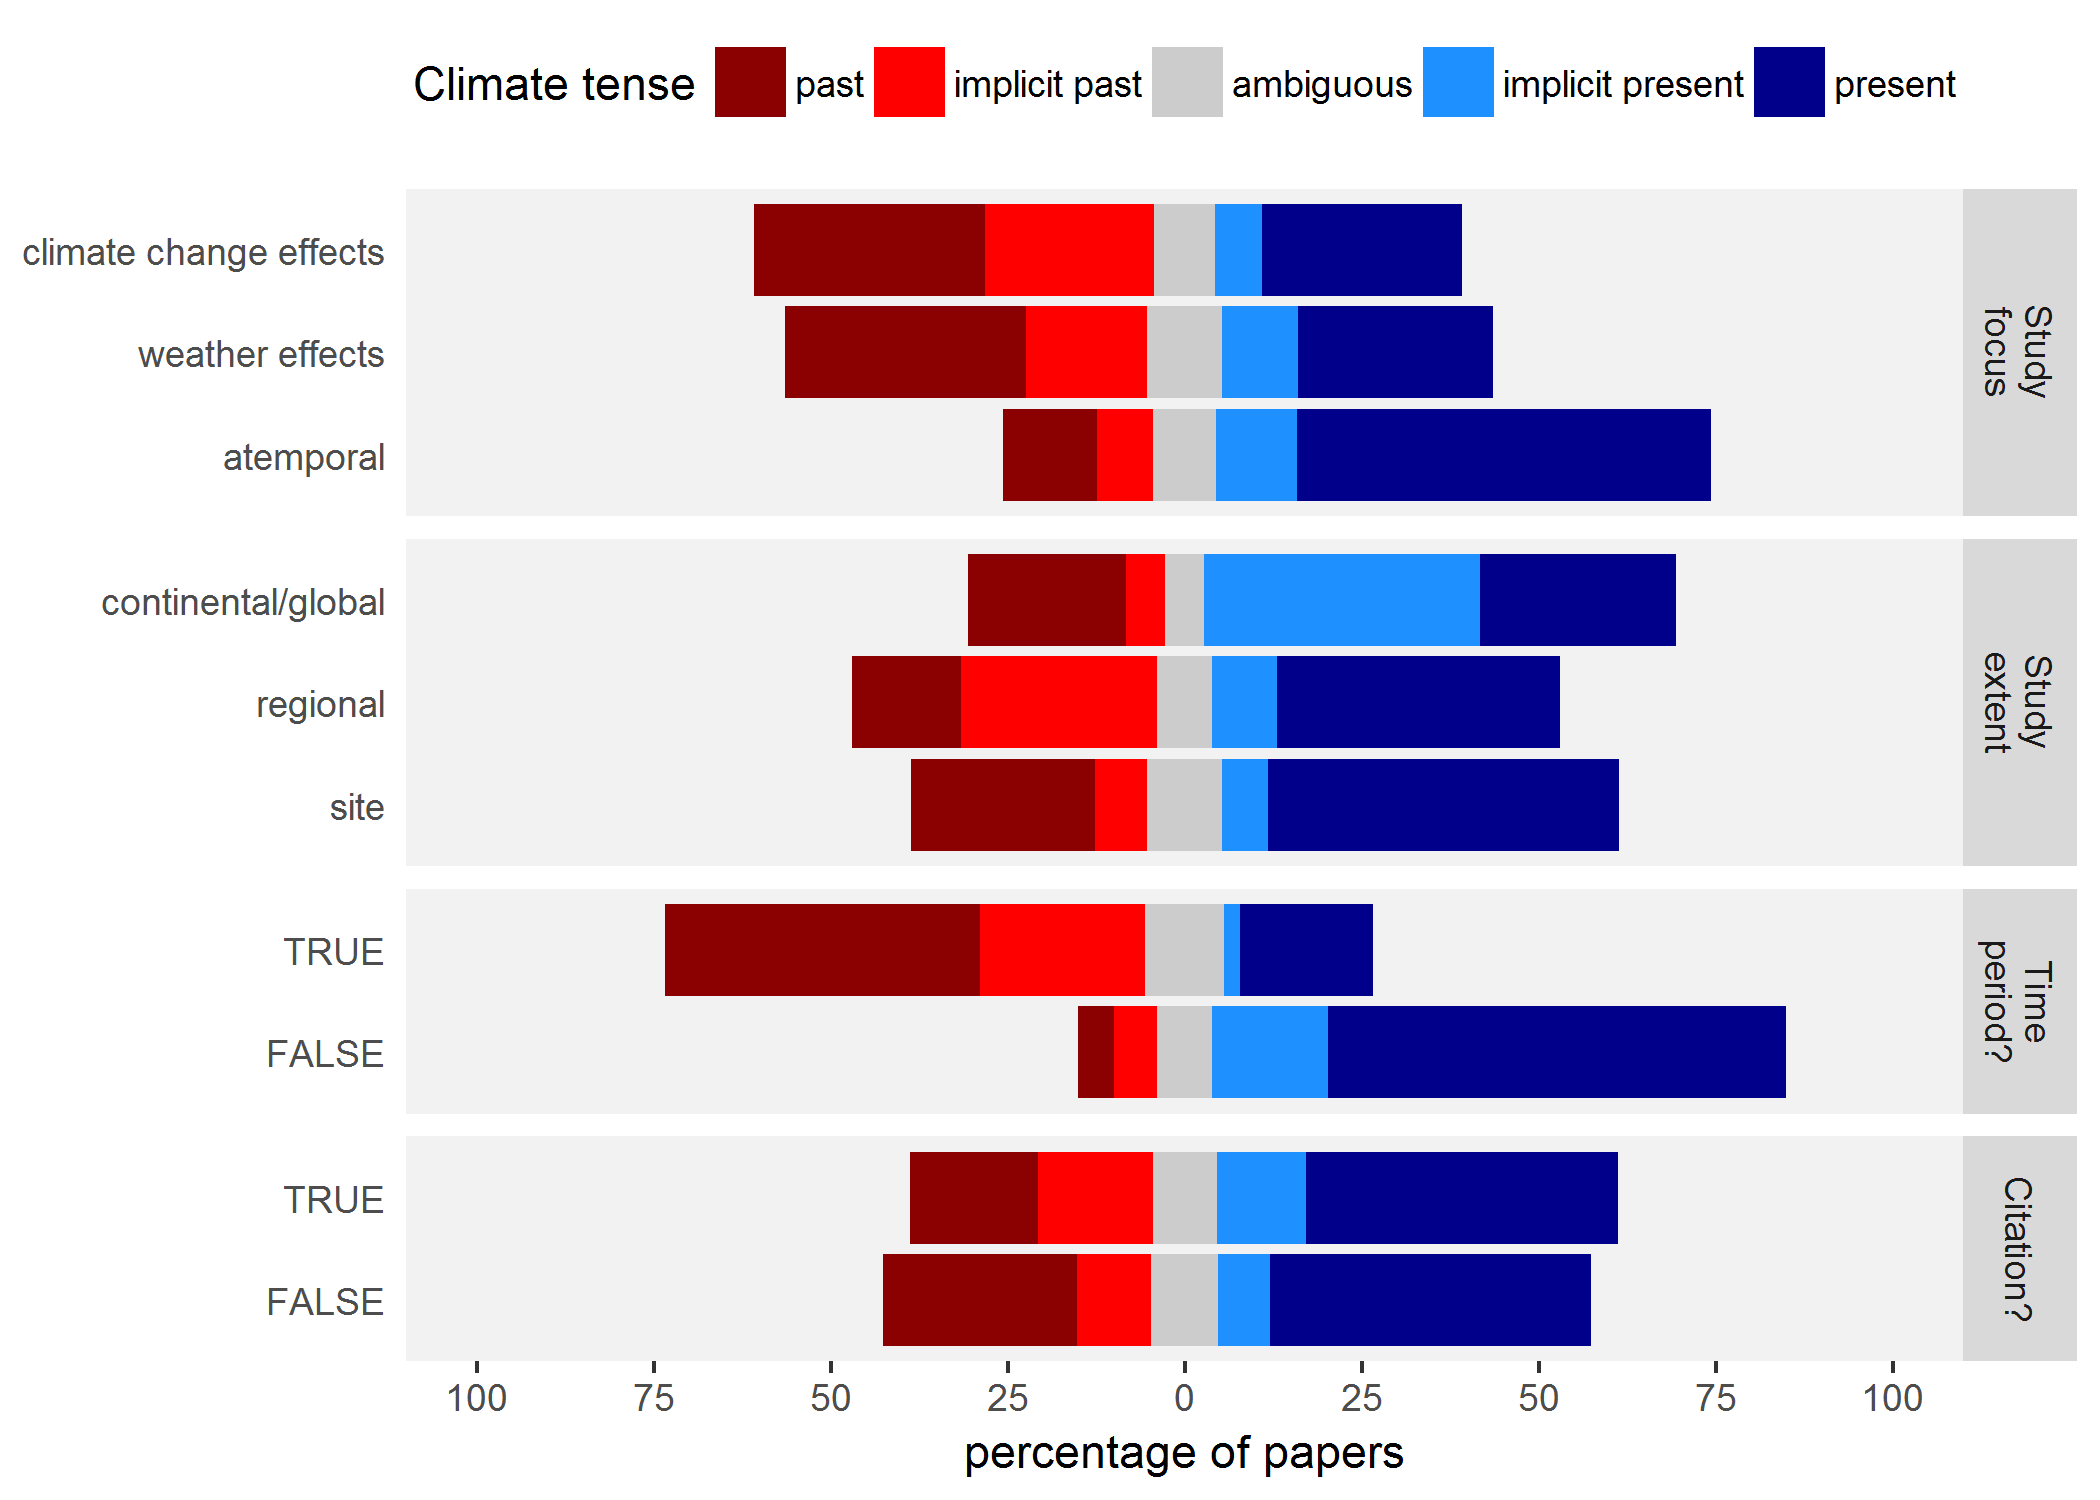 Climate tense past implicit past ambiguous implicit present present
climate change effects
weather effects
atemporal
Study
focus
continental/global
regional
site
Study
extent
TRUE
FALSE
Time
period?
TRUE
FALSE
Citation?
100 75 50 25 0 25 50 75 100
percentage of papers